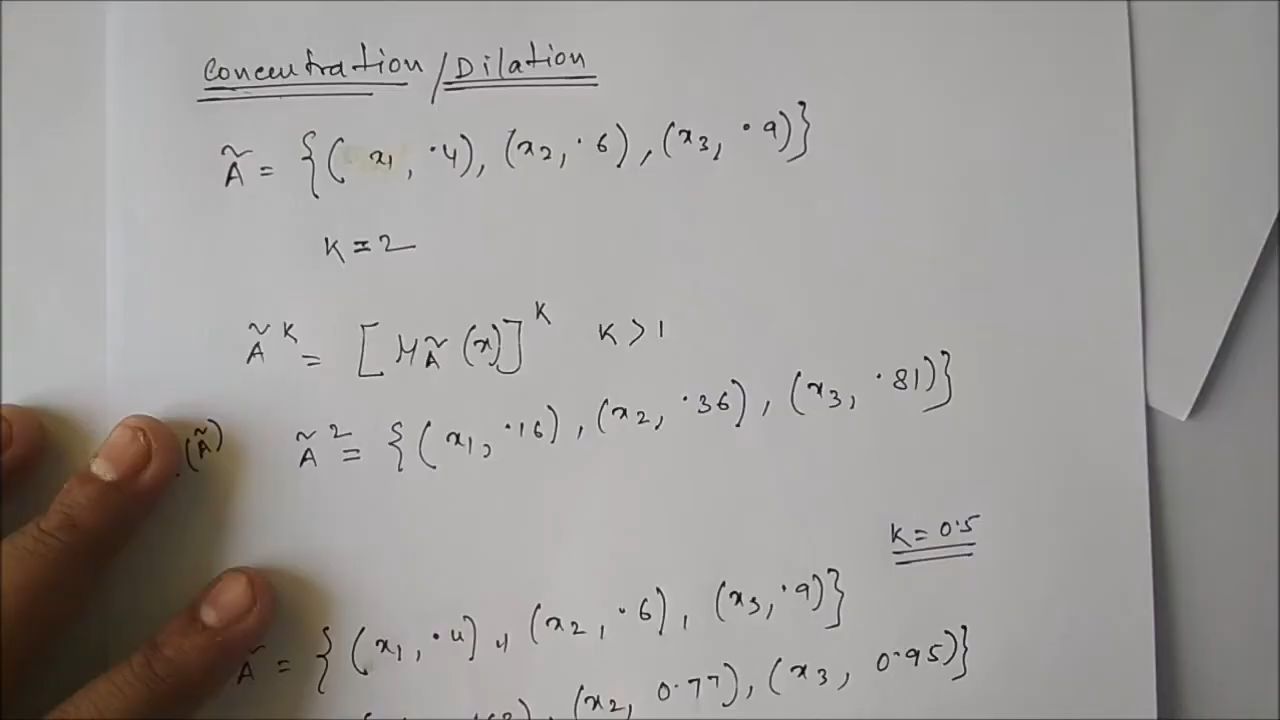 Concentration / Dilation
Ã = {( x₁, ·4), (x₂, ·6), (x₃, ·9)}
K = 2
Ã ᴷ = [μÃ (x)]ᴷ K > 1
(Ã) Ã ² = {(x₁, ·16), (x₂, ·36), (x₃, ·81)}
K = 0·5
Ã = {(x₁, ·4), (x₂, ·6), (x₃, ·9)}
(x₂, 0·77), (x₃, 0·95)}